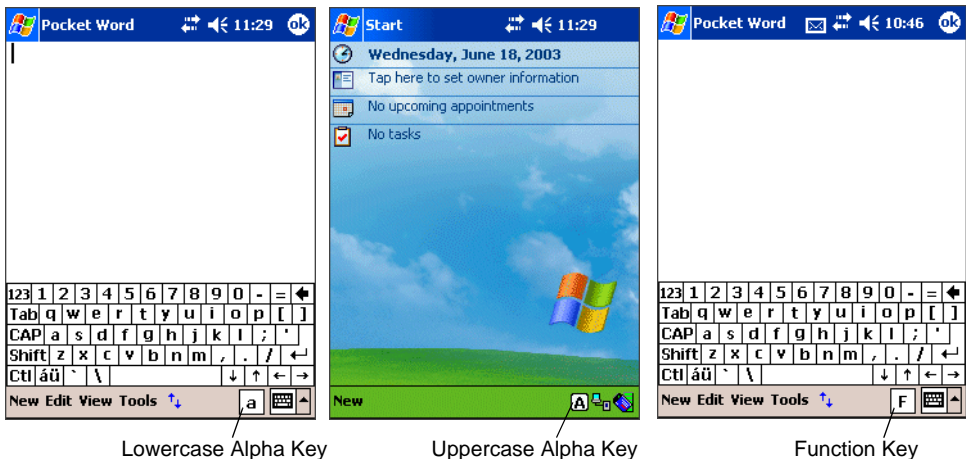 Pocket Word 11:29 ok
123 1 2 3 4 5 6 7 8 9 0 - =
Tab q w e r t y u i o p [ ]
CAP a s d f g h j k l ; '
Shift z x c v b n m , . /
Ctl áü ` \ ↓ ↑ ← →
New Edit View Tools a
Lowercase Alpha Key
Start 11:29
Wednesday, June 18, 2003
Tap here to set owner information
No upcoming appointments
No tasks
New A
Uppercase Alpha Key
Pocket Word 10:46 ok
123 1 2 3 4 5 6 7 8 9 0 - =
Tab q w e r t y u i o p [ ]
CAP a s d f g h j k l ; '
Shift z x c v b n m , . /
Ctl áü ` \ ↓ ↑ ← →
New Edit View Tools F
Function Key